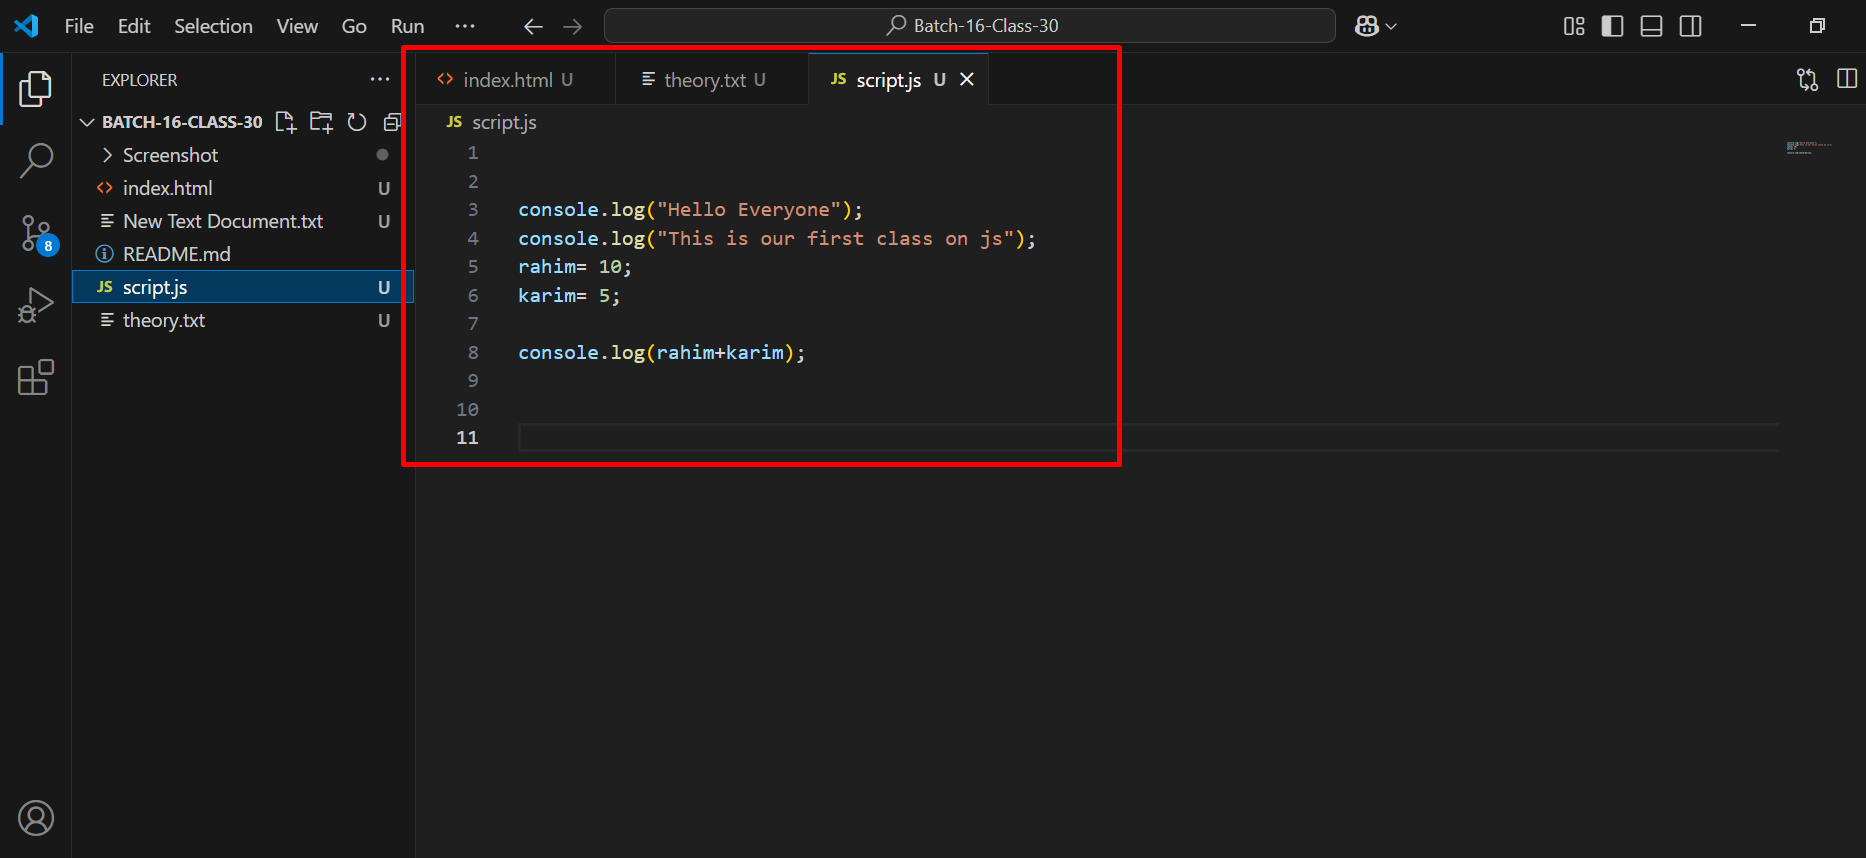 File Edit Selection View Go Run ...
Batch-16-Class-30
EXPLORER
BATCH-16-CLASS-30
Screenshot
index.html U
New Text Document.txt U
README.md
JS script.js U
theory.txt U
8
index.html U
theory.txt U
JS script.js U
JS script.js
1
2
3 console.log("Hello Everyone");
4 console.log("This is our first class on js");
5 rahim= 10;
6 karim= 5;
7
8 console.log(rahim+karim);
9
10
11